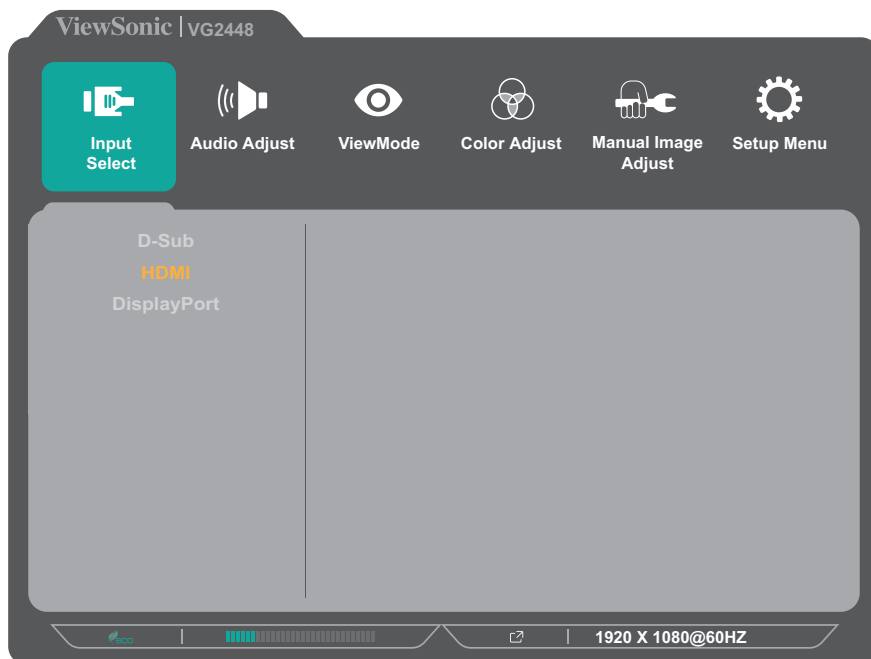 ViewSonic | VG2448
Input Select
Audio Adjust
ViewMode
Color Adjust
Manual Image Adjust
Setup Menu
D-Sub
HDMI
DisplayPort
eco
1920 X 1080@60HZ